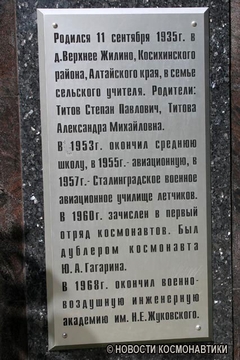 Родился 11 сентября 1935г. в
д.Верхнее Жилино, Косихинского
района, Алтайского края, в семье
сельского учителя. Родители:
Титов Степан Павлович, Титова
Александра Михайловна.
В 1953г. окончил среднюю
школу, в 1955г.- авиационную, в
1957г.- Сталинградское военное
авиационное училище летчиков.
В 1960г. зачислен в первый
отряд космонавтов. Был
дублером космонавта
Ю.А.Гагарина.
В 1968г. окончил военно-
воздушную инженерную
академию им. Н.Е.Жуковского.
© НОВОСТИ КОСМОНАВТИКИ